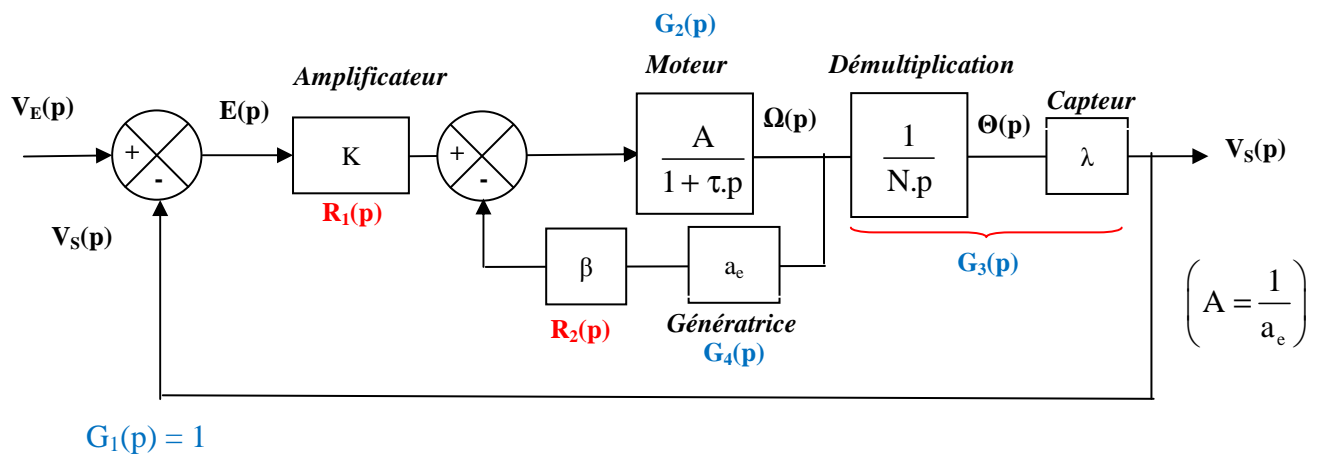 G₂(p)
Amplificateur
Moteur
Démultiplication
Capteur
V_E(p)
E(p)
Ω(p)
Θ(p)
V_S(p)
+
-
K
+
-
A
1 + τ.p
1
N.p
λ
R₁(p)
V_S(p)
β
a_e
G₃(p)
R₂(p)
Génératrice
G₄(p)
(A = 1/a_e)
G₁(p) = 1